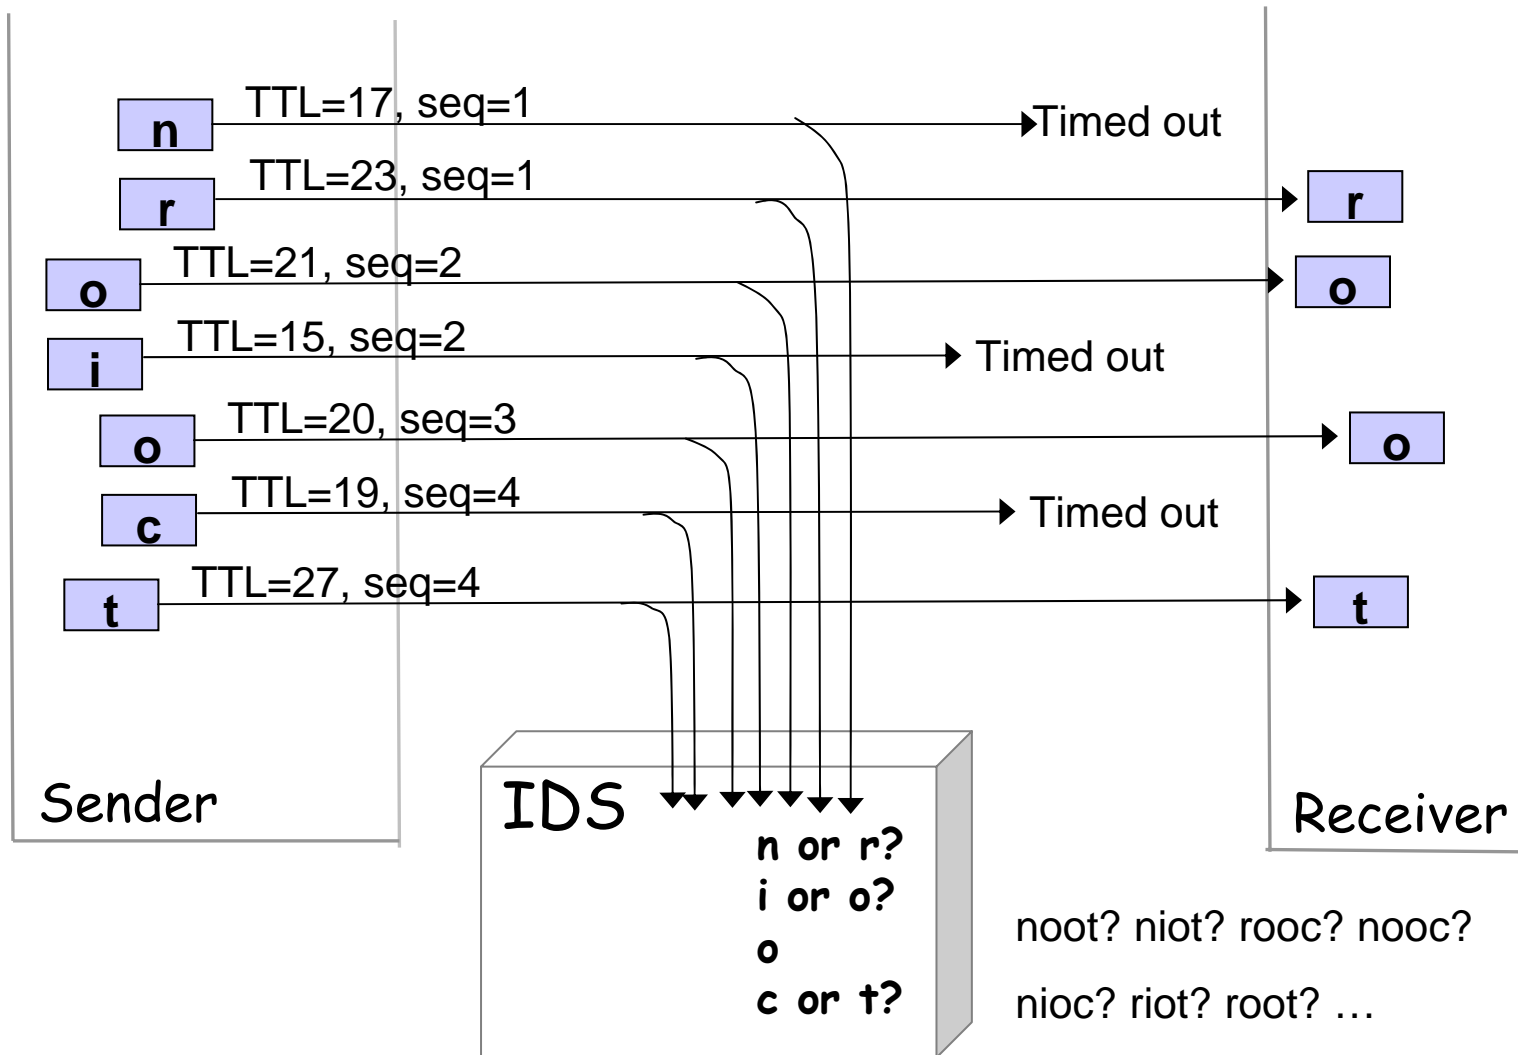 n TTL=17, seq=1 Timed out
r TTL=23, seq=1 r
o TTL=21, seq=2 o
i TTL=15, seq=2 Timed out
o TTL=20, seq=3 o
c TTL=19, seq=4 Timed out
t TTL=27, seq=4 t
Sender
IDS
Receiver
n or r?
i or o?
o
c or t?
noot? niot? rooc? nooc?
nioc? riot? root? …